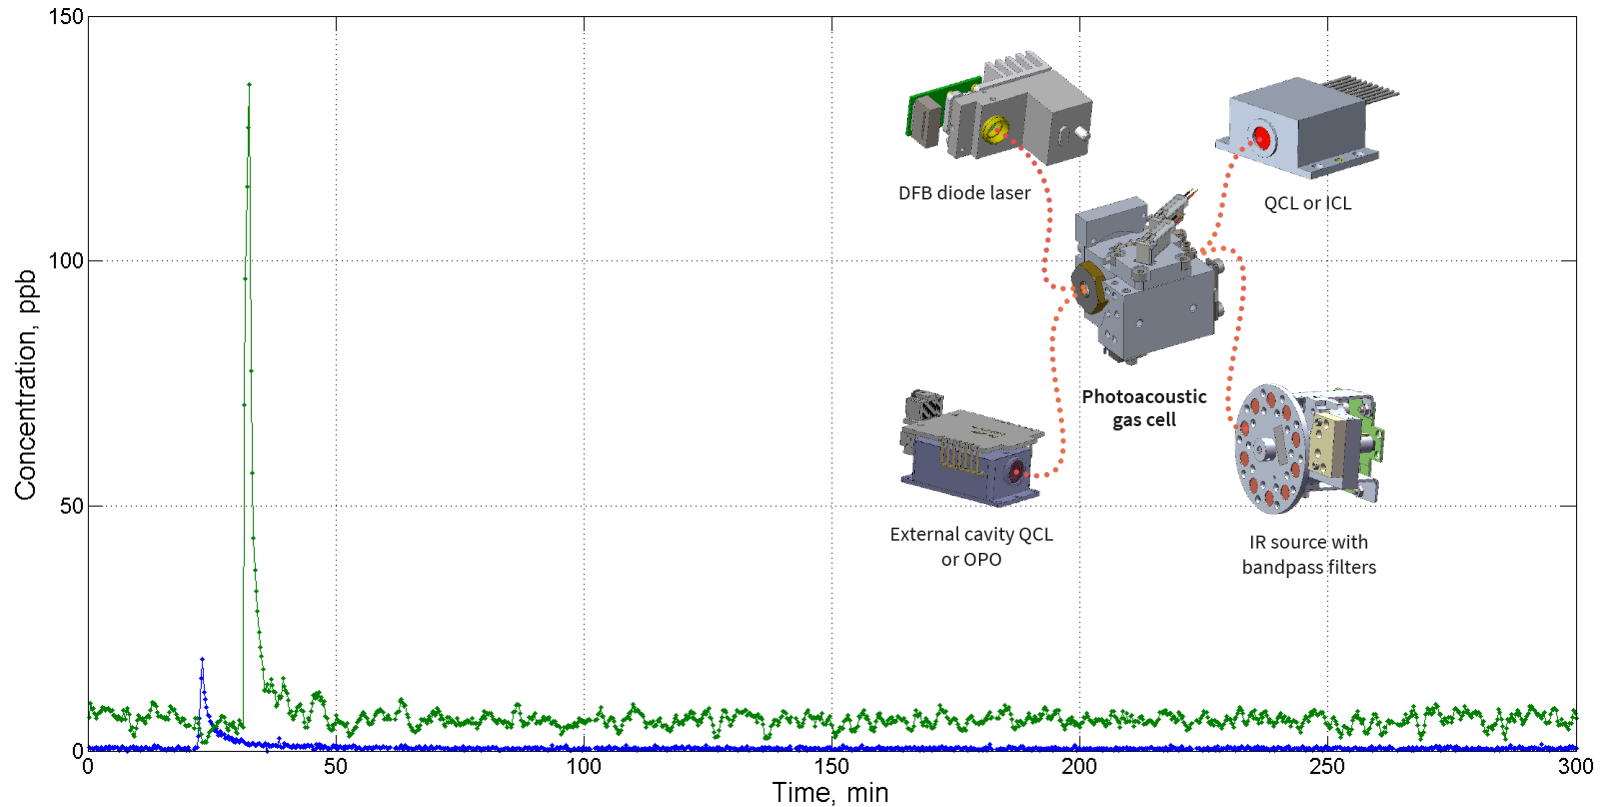 150
100
50
0
Concentration, ppb
DFB diode laser
QCL or ICL
Photoacoustic
gas cell
External cavity QCL
or OPO
IR source with
bandpass filters
0 50 100 150 200 250 300
Time, min